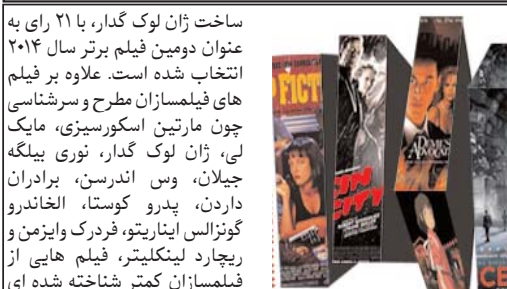 ساخت ژان لوک گدار، با ۲۱ رای به
عنوان دومین فیلم برتر سال ۲۰۱۴
انتخاب شده است. علاوه بر فیلم
های فیلمسازان مطرح و سرشناسی
چون مارتین اسکورسیزی، مایک
لی، ژان لوک گدار، نوری بیلگه
جیلان، وس اندرسن، برادران
داردن، پدرو کوستا، الخاندرو
گونزالس ایناریتو، فردرک وایزمن و
ریچارد لینکلیتر، فیلم هایی از
فیلمسازان کمتر شناخته شده ای
FICT
SIN
CITY
ADVOCATE
CE